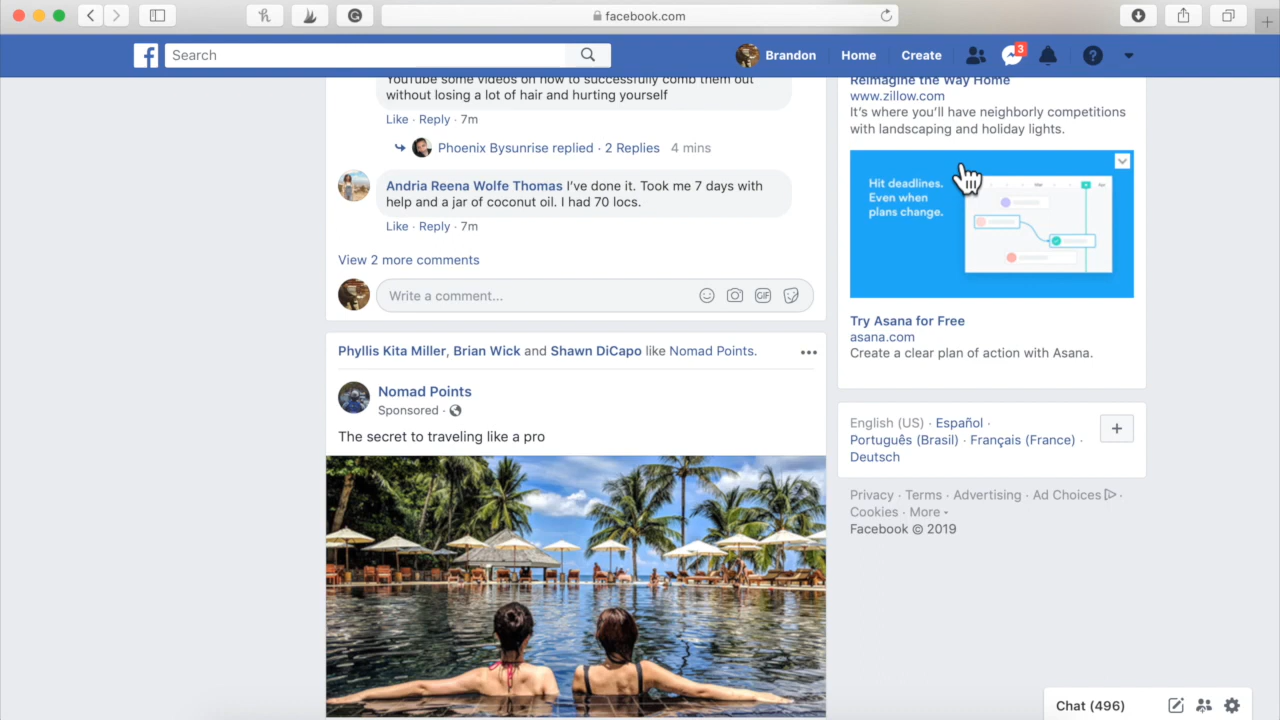 facebook.com
Search
Brandon
Home
Create
3
YouTube some videos on how to successfully comb them out
without losing a lot of hair and hurting yourself
Like · Reply · 7m
Phoenix Bysunrise replied · 2 Replies 4 mins
Andria Reena Wolfe Thomas I've done it. Took me 7 days with
help and a jar of coconut oil. I had 70 locs.
Like · Reply · 7m
View 2 more comments
Write a comment...
GIF
Phyllis Kita Miller, Brian Wick and Shawn DiCapo like Nomad Points.
Nomad Points
Sponsored ·
The secret to traveling like a pro
Reimagine the Way Home
www.zillow.com
It's where you'll have neighborly competitions
with landscaping and holiday lights.
Hit deadlines.
Even when
plans change.
Mar
Apr
Try Asana for Free
asana.com
Create a clear plan of action with Asana.
English (US) · Español ·
Português (Brasil) · Français (France) ·
Deutsch
Privacy · Terms · Advertising · Ad Choices ·
Cookies · More
Facebook © 2019
Chat (496)